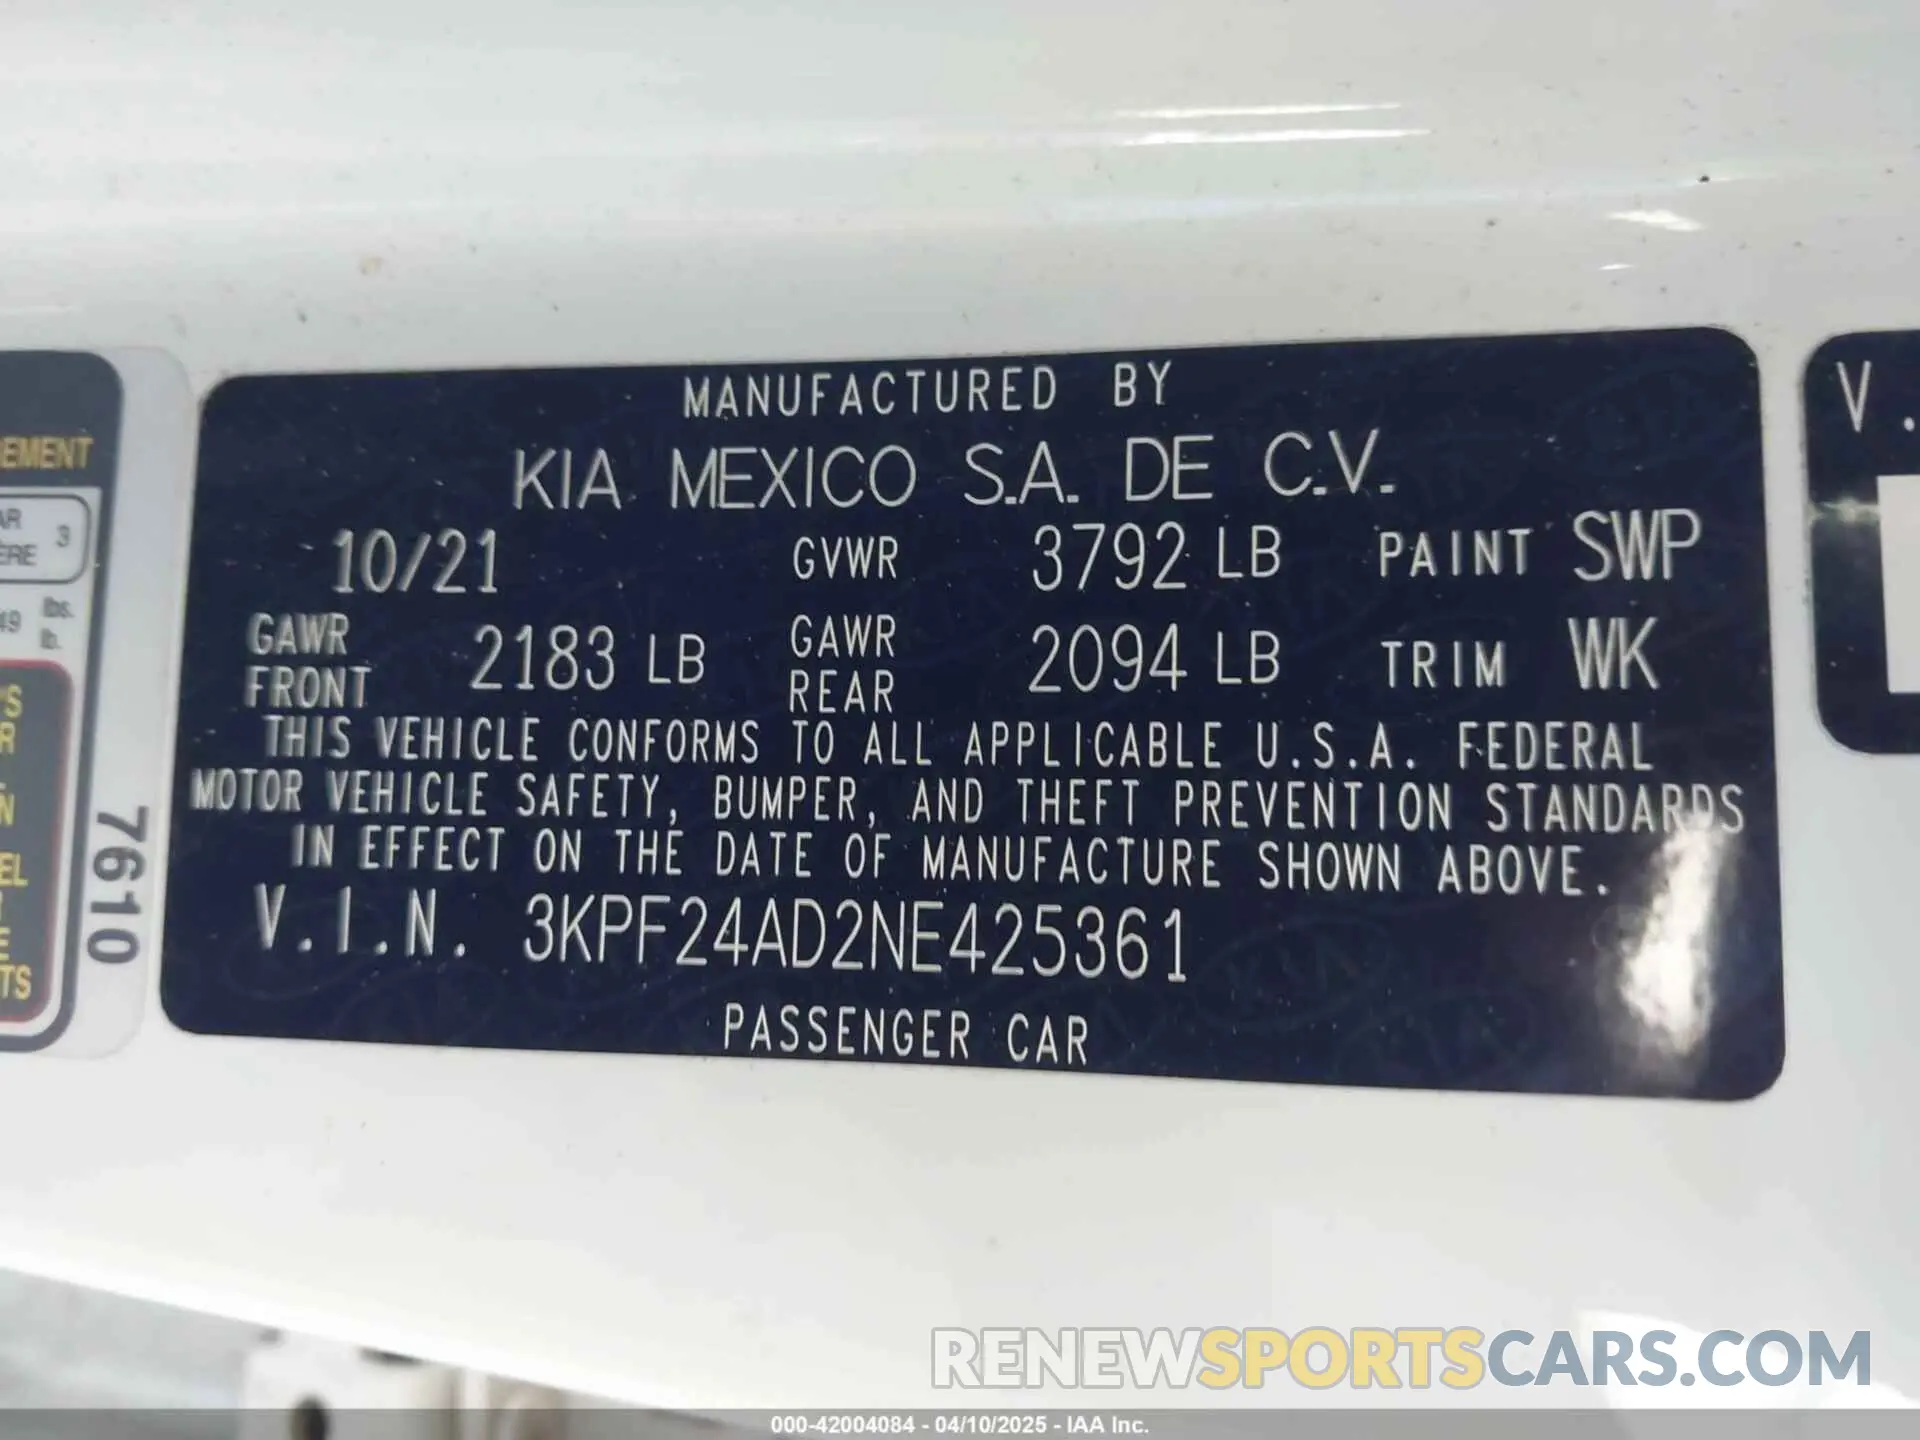 MANUFACTURED BY
KIA MEXICO S.A. DE C.V.
10/21 GVWR 3792 LB PAINT SWP
GAWR FRONT 2183 LB GAWR REAR 2094 LB TRIM WK
THIS VEHICLE CONFORMS TO ALL APPLICABLE U.S.A. FEDERAL
MOTOR VEHICLE SAFETY, BUMPER, AND THEFT PREVENTION STANDARDS
IN EFFECT ON THE DATE OF MANUFACTURE SHOWN ABOVE.
V.I.N. 3KPF24AD2NE425361
PASSENGER CAR
7610
3
lbs.
lb.
V.
RENEWSPORTSCARS.COM
000-42004084 - 04/10/2025 - IAA Inc.